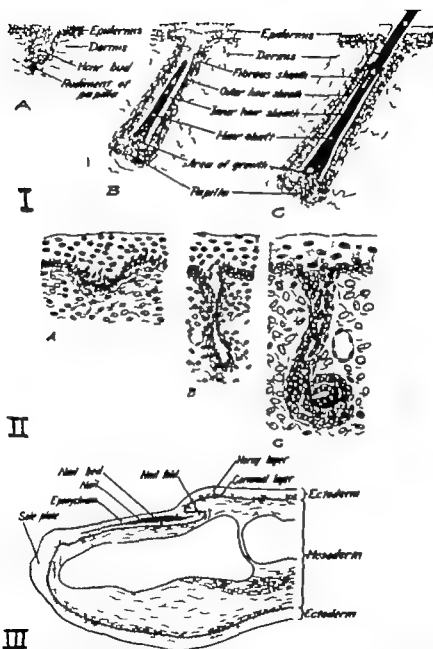 Epidermis
Dermis
Hair bud
Rudiment of papilla
A
Epidermis
Dermis
Fibrous sheath
Outer hair sheath
Inner hair sheath
Hair shaft
Area of growth
Papilla
B
C
I
A
B
C
II
Nail bed
Nail
Eponychium
Sole plate
Nail fold
Horny layer
Corneal layer
Ectoderm
Mesoderm
Ectoderm
III